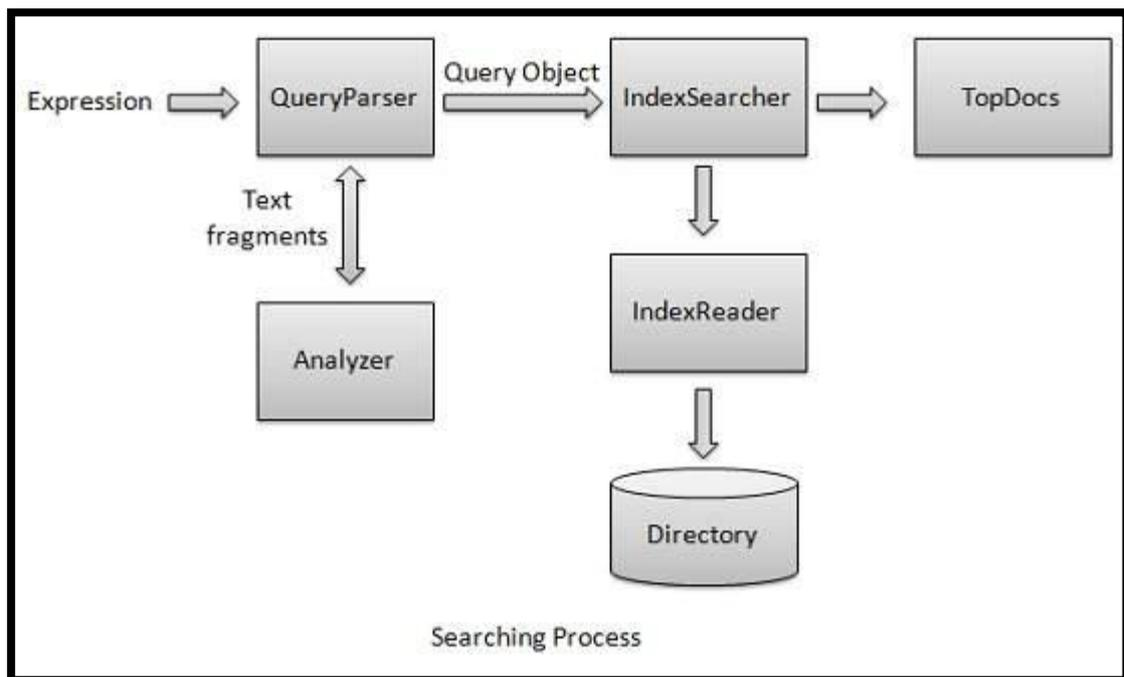 Expression
QueryParser
Query Object
IndexSearcher
TopDocs
Text
fragments
Analyzer
IndexReader
Directory
Searching Process